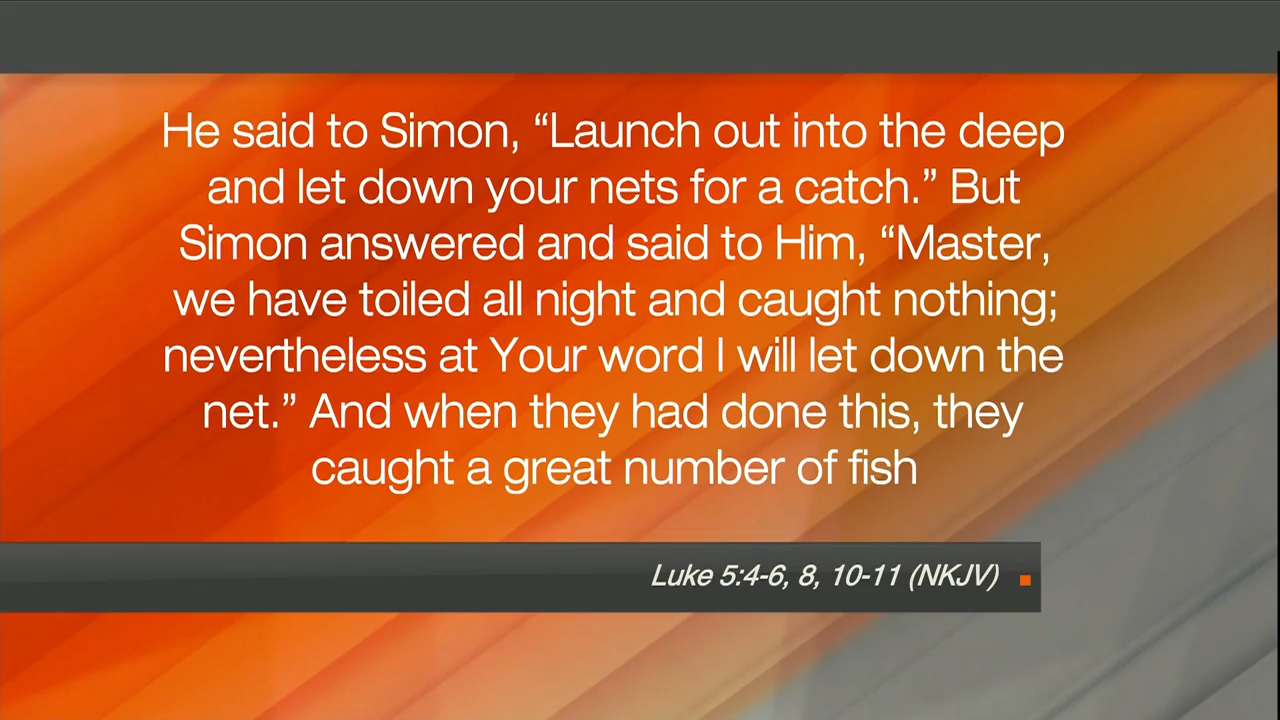 He said to Simon, “Launch out into the deep
and let down your nets for a catch.” But
Simon answered and said to Him, “Master,
we have toiled all night and caught nothing;
nevertheless at Your word I will let down the
net.” And when they had done this, they
caught a great number of fish
Luke 5:4-6, 8, 10-11 (NKJV)